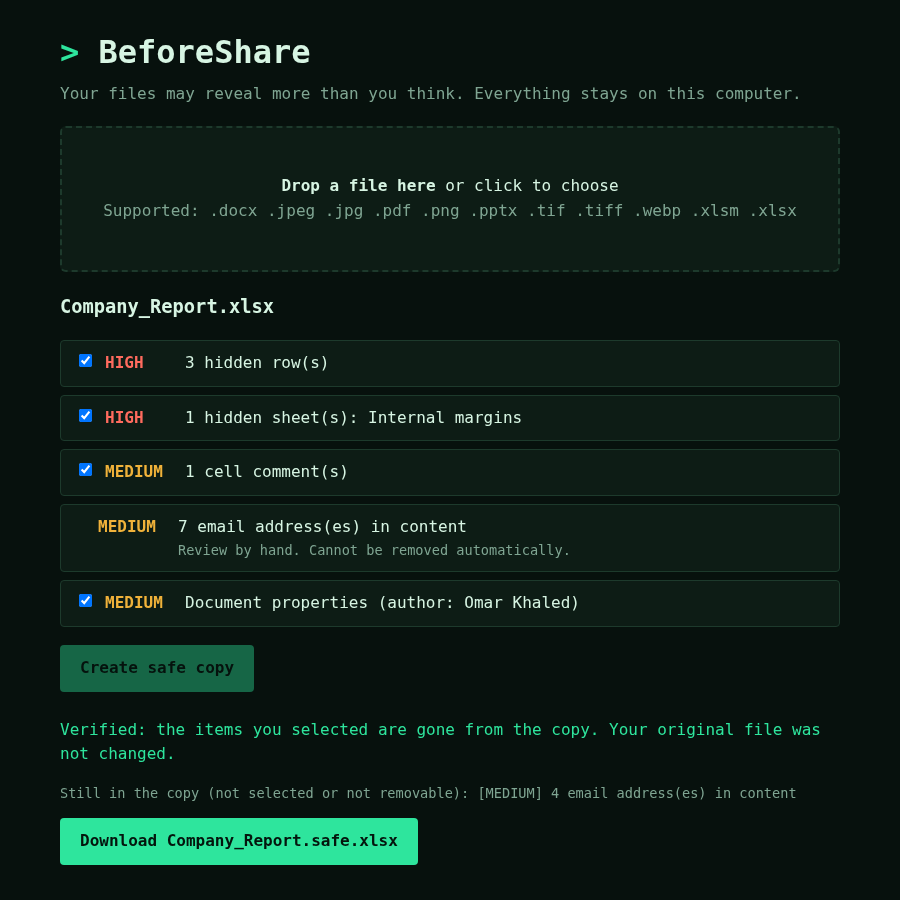 > BeforeShare
Your files may reveal more than you think. Everything stays on this computer.
Drop a file here or click to choose
Supported: .docx .jpeg .jpg .pdf .png .pptx .tif .tiff .webp .xlsm .xlsx
Company_Report.xlsx
HIGH 3 hidden row(s)
HIGH 1 hidden sheet(s): Internal margins
MEDIUM 1 cell comment(s)
MEDIUM 7 email address(es) in content
Review by hand. Cannot be removed automatically.
MEDIUM Document properties (author: Omar Khaled)
Create safe copy
Verified: the items you selected are gone from the copy. Your original file was
not changed.
Still in the copy (not selected or not removable): [MEDIUM] 4 email address(es) in content
Download Company_Report.safe.xlsx